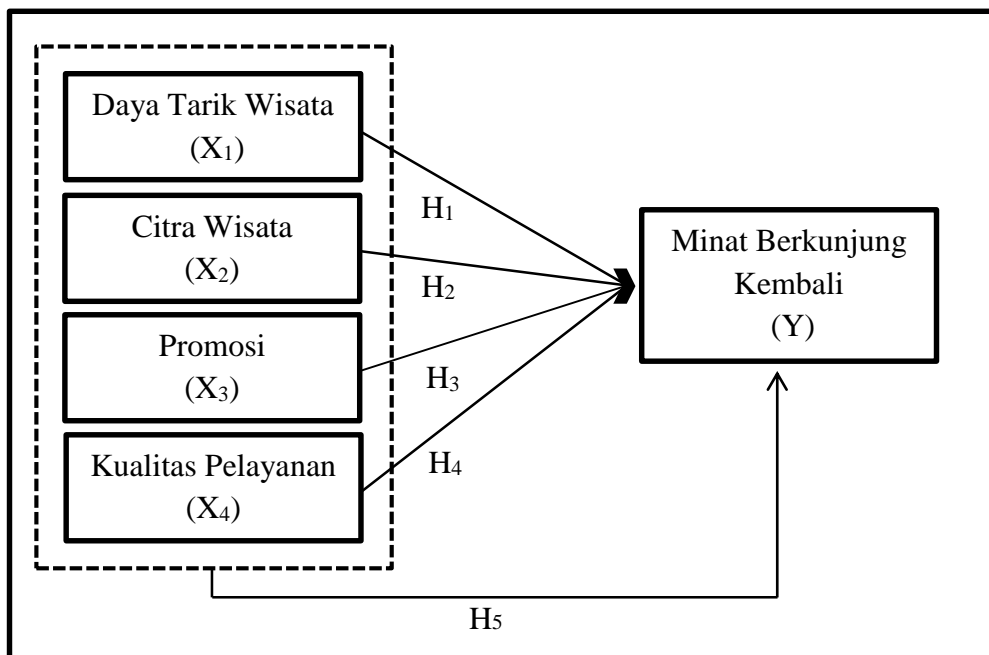 Daya Tarik Wisata
(X₁)
Citra Wisata
(X₂)
Promosi
(X₃)
Kualitas Pelayanan
(X₄)
H₁
H₂
H₃
H₄
Minat Berkunjung
Kembali
(Y)
H₅